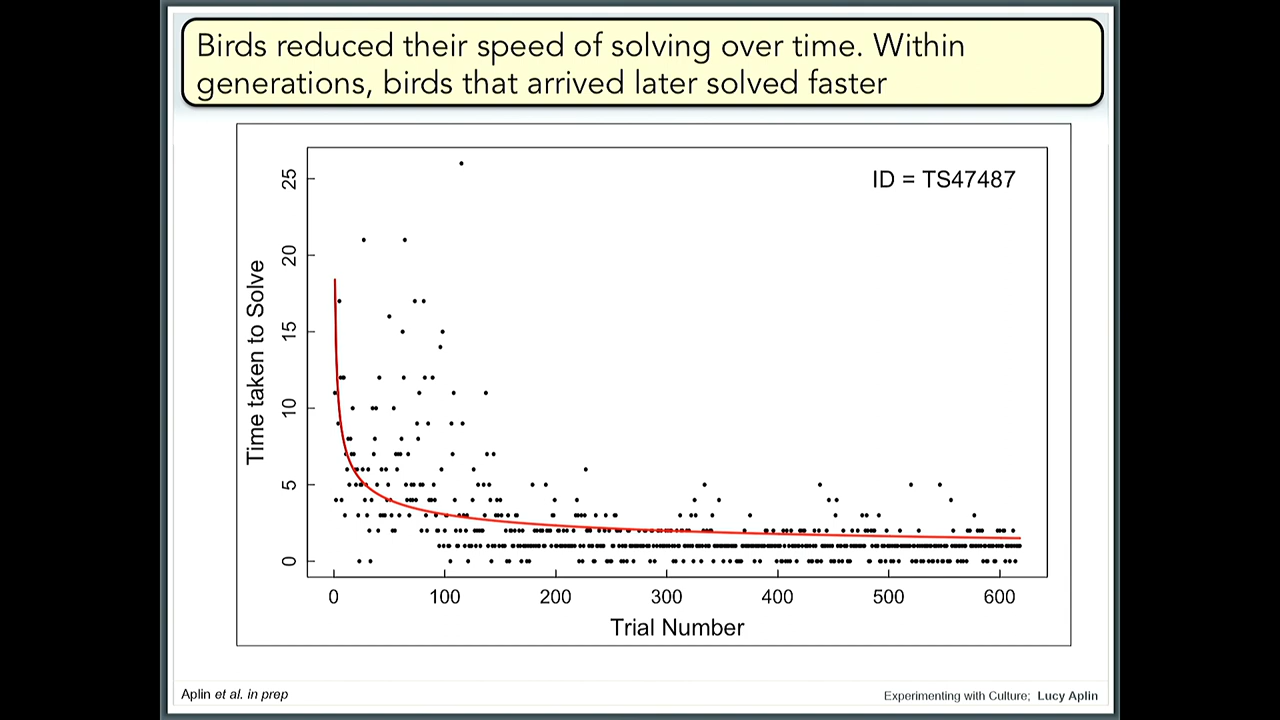 Birds reduced their speed of solving over time. Within
generations, birds that arrived later solved faster
ID = TS47487
25
20
15
10
5
0
Time taken to Solve
0 100 200 300 400 500 600
Trial Number
Aplin et al. in prep
Experimenting with Culture; Lucy Aplin